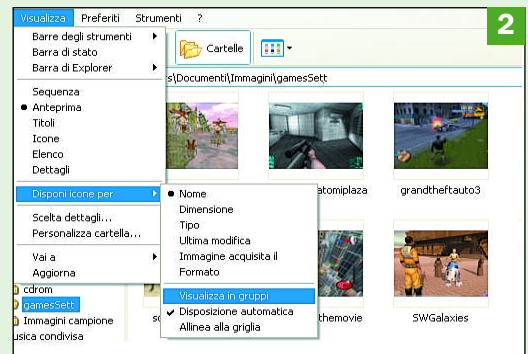 Visualizza Preferiti Strumenti ?
2
Cartelle
s\Documenti\Immagini\gamesSett
Barre degli strumenti
Barra di stato
Barra di Explorer
Sequenza
Anteprima
Titoli
Icone
Elenco
Dettagli
Disponi icone per
Scelta dettagli...
Personalizza cartella...
Vai a
Aggiorna
Nome
Dimensione
Tipo
Ultima modifica
Immagine acquisita il
Formato
Visualizza in gruppi
Disposizione automatica
Allinea alla griglia
atomiplaza grandtheftauto3
themovie SWGalaxies
cdrom
gamesSett
Immagini campione
usica condivisa